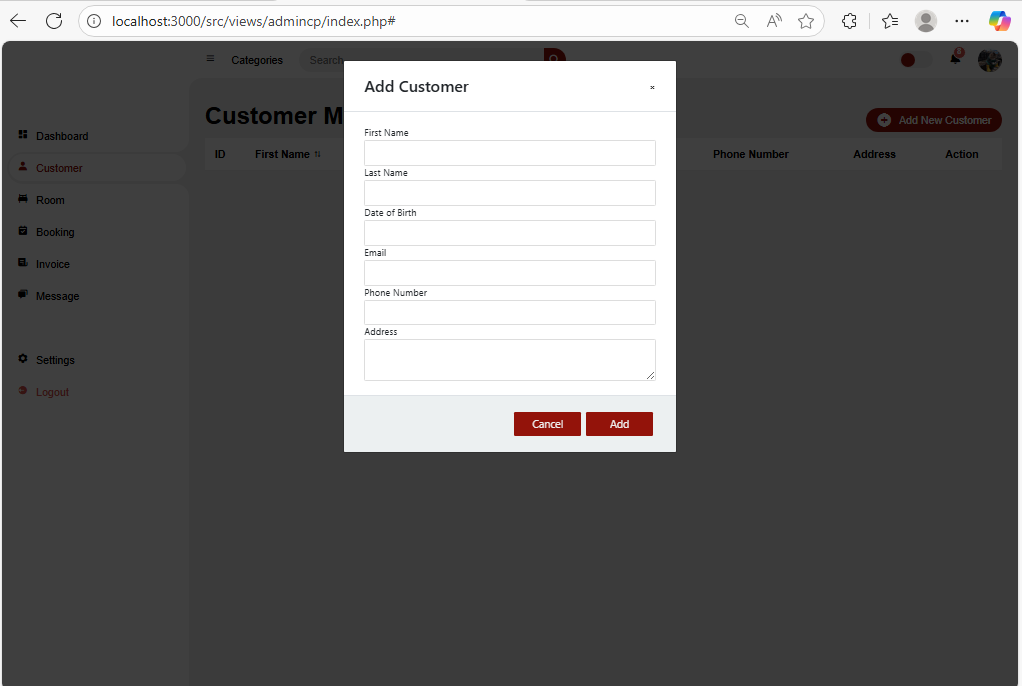 localhost:3000/src/views/admincp/index.php#
Categories
Search
8
Add Customer
×
Customer M
Add New Customer
ID
First Name
Phone Number
Address
Action
Dashboard
Customer
Room
Booking
Invoice
Message
Settings
Logout
First Name
Last Name
Date of Birth
Email
Phone Number
Address
Cancel
Add